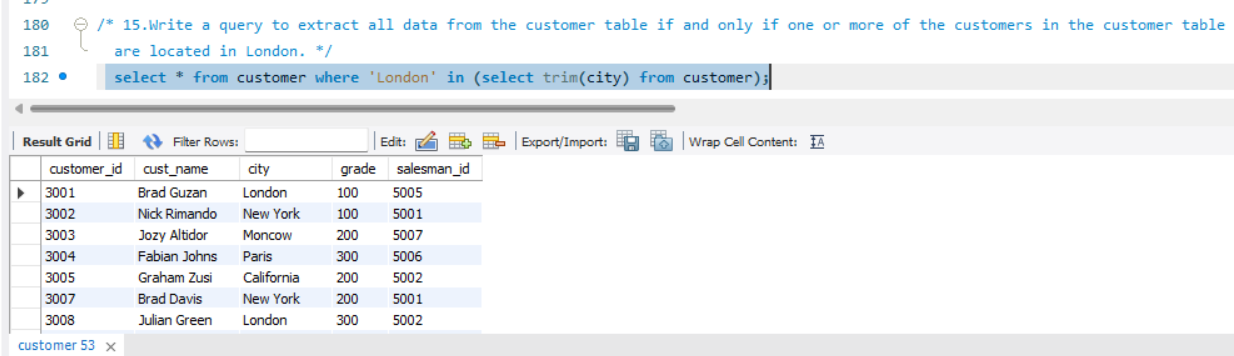 180 /* 15.Write a query to extract all data from the customer table if and only if one or more of the customers in the customer table
181 are located in London. */
182 select * from customer where 'London' in (select trim(city) from customer);
Result Grid Filter Rows: Edit: Export/Import: Wrap Cell Content:
customer_id cust_name city grade salesman_id
3001 Brad Guzan London 100 5005
3002 Nick Rimando New York 100 5001
3003 Jozy Altidor Moncow 200 5007
3004 Fabian Johns Paris 300 5006
3005 Graham Zusi California 200 5002
3007 Brad Davis New York 200 5001
3008 Julian Green London 300 5002
customer 53